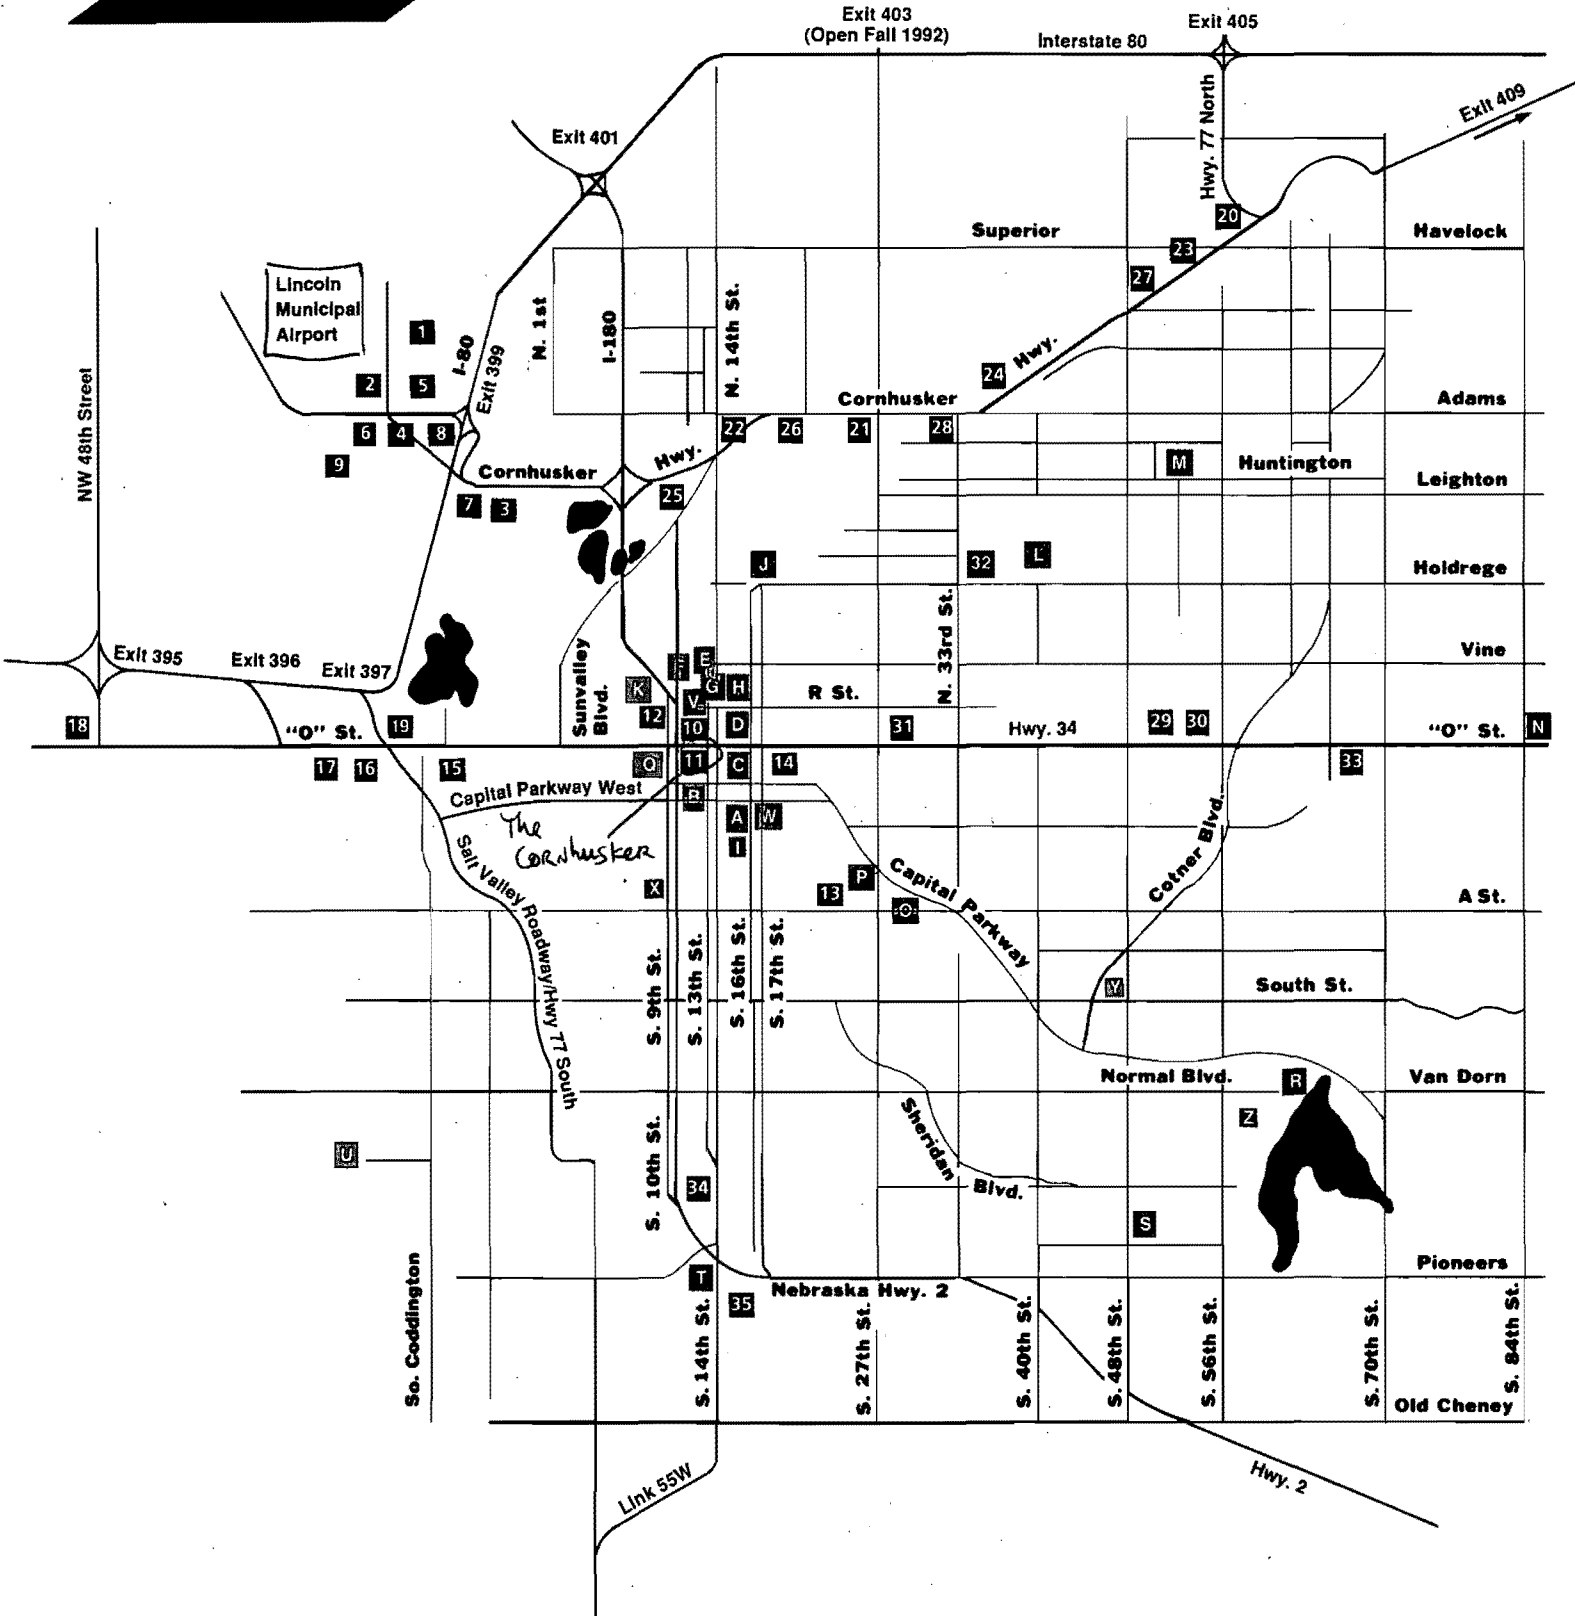 Exit 403
(Open Fall 1992)
Exit 405
Interstate 80
Hwy. 77 North
Exit 409
Exit 401
20
Superior
Havelock
23
27
Lincoln
Municipal
Airport
1
I-80
Exit 399
N. 1st
I-180
N. 14th St.
Hwy.
24
2
5
NW 48th Street
Cornhusker
Adams
6
4
8
22
26
21
28
9
Cornhusker
Hwy.
M
Huntington
Leighton
7
3
25
J
32
L
Holdrege
N. 33rd St.
Exit 395
Exit 396
Exit 397
Sunvalley
Blvd.
E
Vine
K
G
H
R St.
V
12
18
"O" St.
19
10
D
31
Hwy. 34
29
30
"O" St.
N
17
16
15
Q
11
C
14
33
Capital Parkway West
B
A
W
The
Cornhusker
I
Salt Valley Roadway/Hwy 77 South
X
13
P
O
Capital Parkway
Cotner Blvd.
A St.
S. 9th St.
S. 13th St.
S. 16th St.
S. 17th St.
Y
South St.
Normal Blvd.
R
Van Dorn
Z
Sheridan
Blvd.
U
S. 10th St.
34
S
So. Coddington
T
35
Nebraska Hwy. 2
Pioneers
S. 14th St.
S. 27th St.
S. 40th St.
S. 48th St.
S. 56th St.
S. 70th St.
S. 84th St.
Old Cheney
Link 55W
Hwy. 2